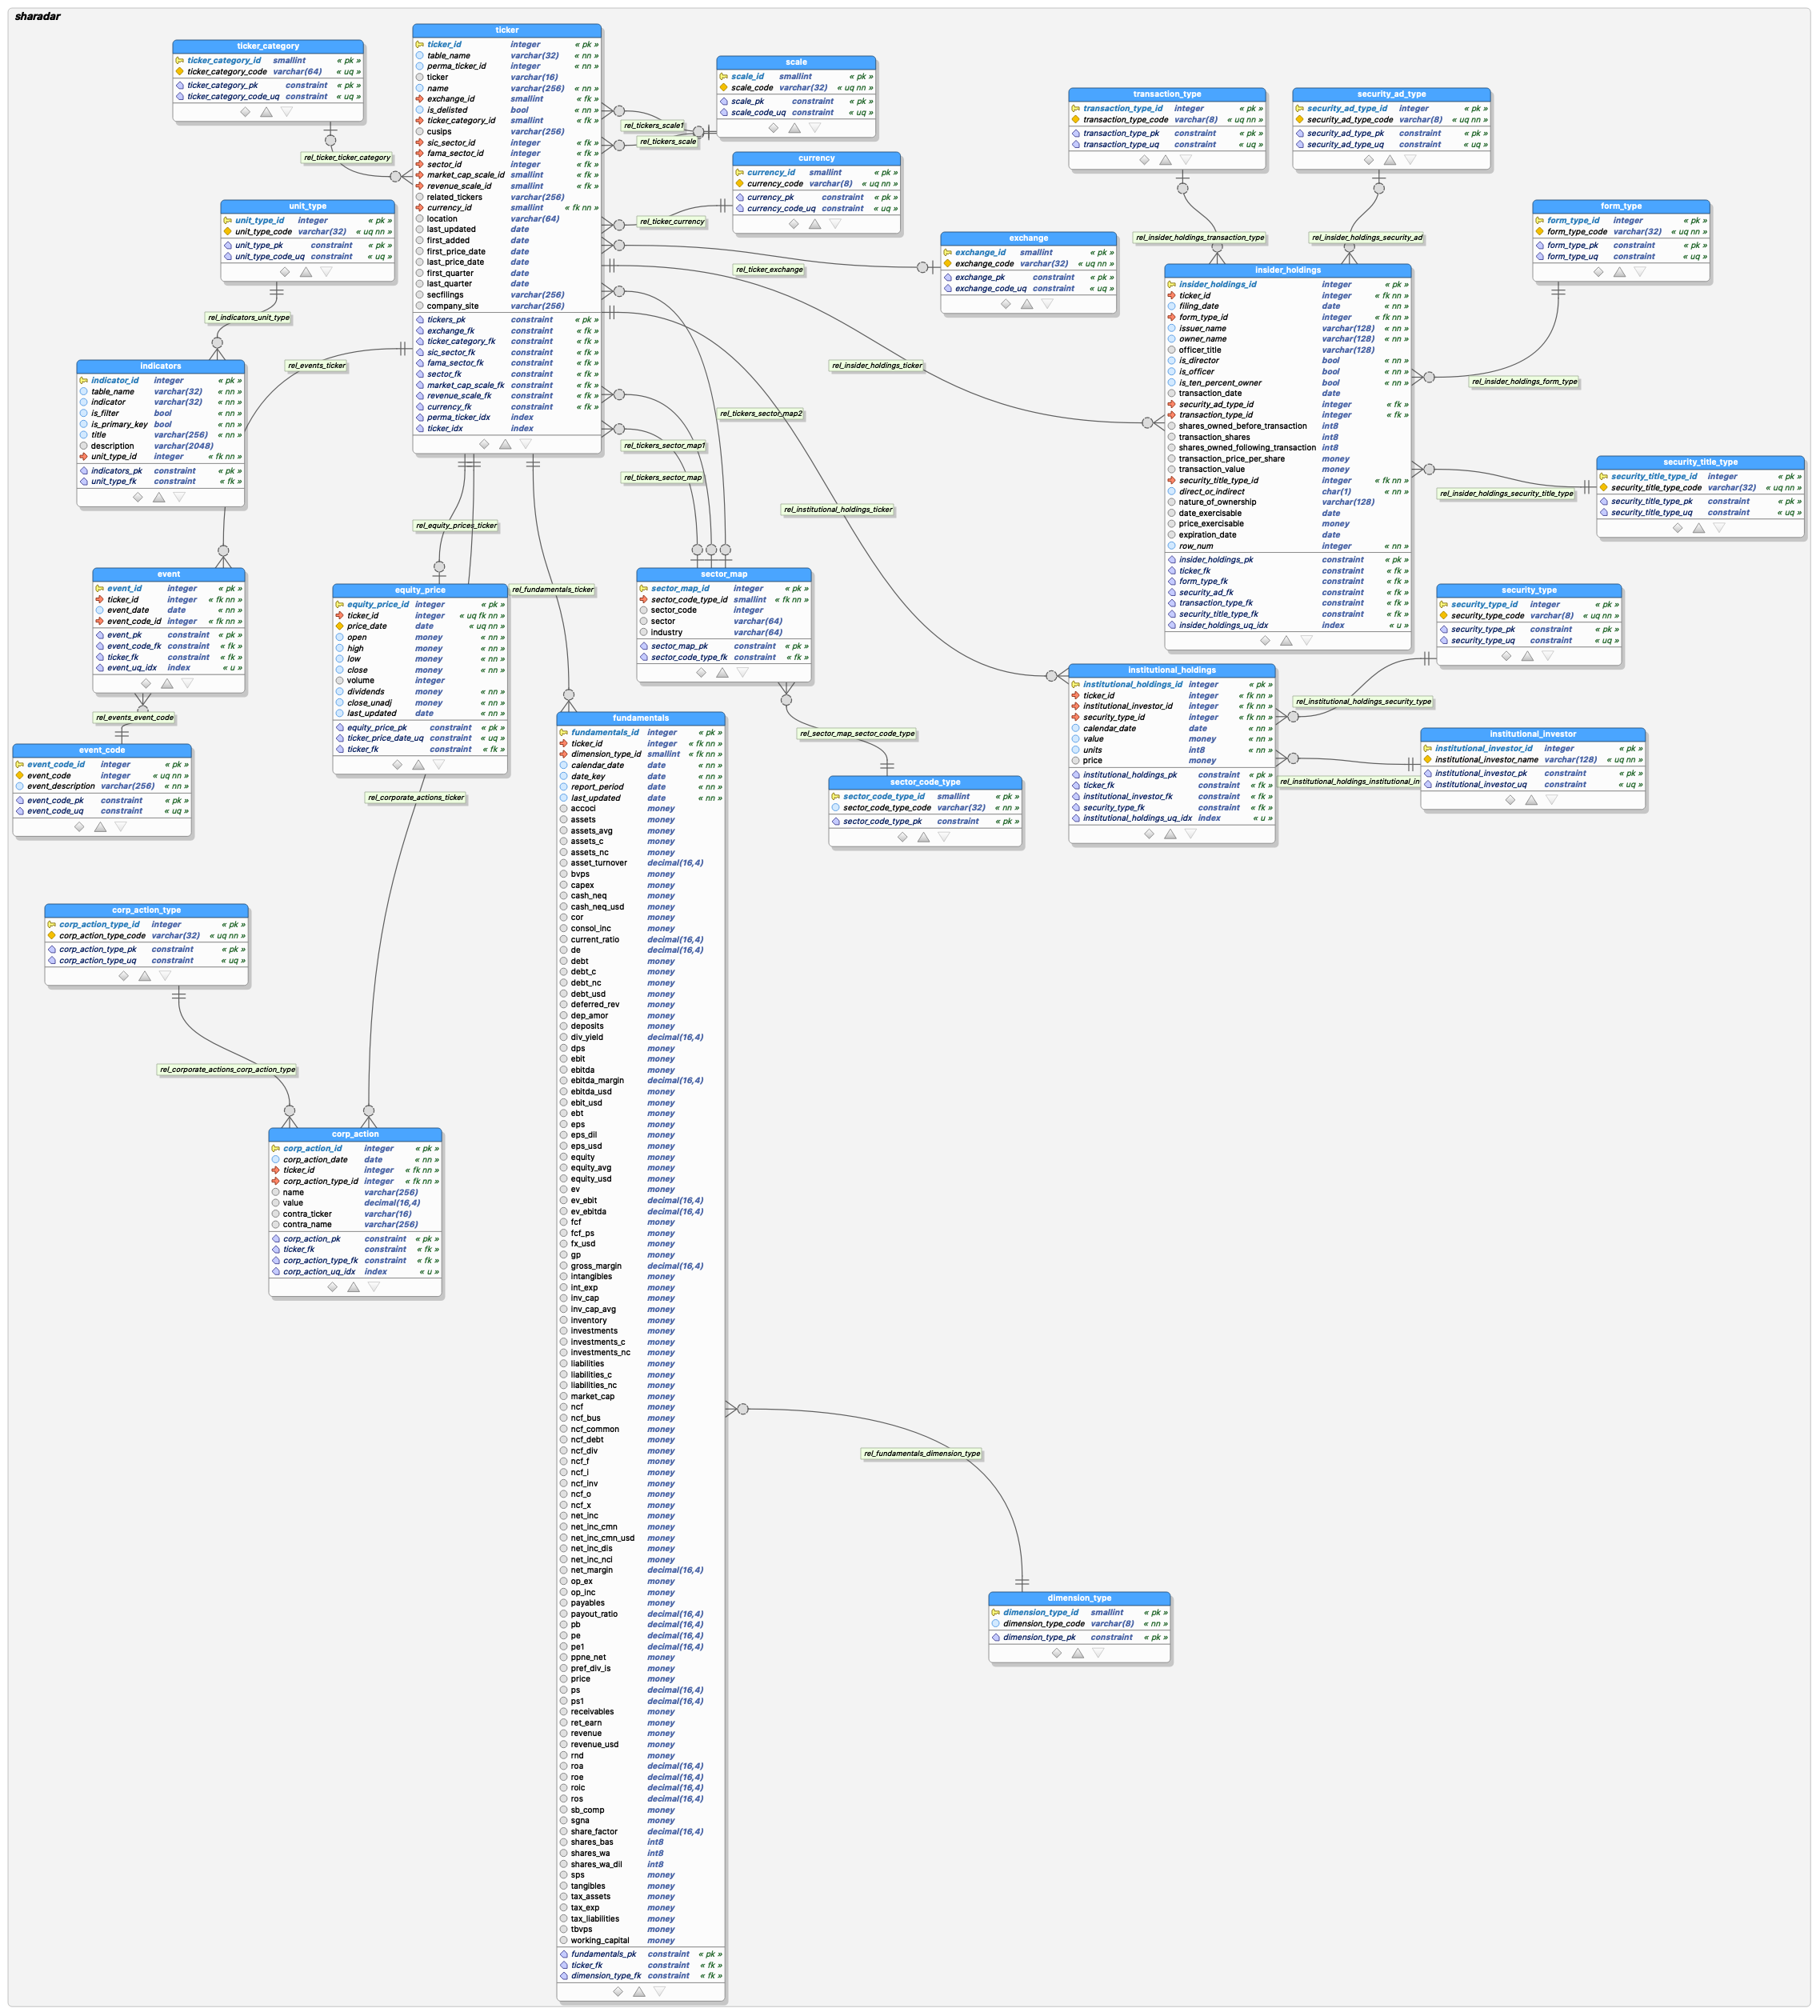 sharadar
ticker_category
ticker_category_id smallint « pk »
ticker_category_code varchar(64) « uq »
ticker_category_pk constraint « pk »
ticker_category_code_uq constraint « uq »
rel_ticker_ticker_category
unit_type
unit_type_id integer « pk »
unit_type_code varchar(32) « uq nn »
unit_type_pk constraint « pk »
unit_type_code_uq constraint « uq »
rel_indicators_unit_type
ticker
ticker_id integer « pk »
table_name varchar(32) « nn »
perma_ticker_id integer « nn »
ticker varchar(16)
name varchar(256) « nn »
exchange_id smallint « fk »
is_delisted bool « nn »
ticker_category_id smallint « fk »
cusips varchar(256)
sic_sector_id integer « fk »
fama_sector_id integer « fk »
sector_id integer « fk »
market_cap_scale_id smallint « fk »
revenue_scale_id smallint « fk »
related_tickers varchar(256)
currency_id smallint « fk nn »
location varchar(64)
last_updated date
first_added date
first_price_date date
last_price_date date
first_quarter date
last_quarter date
secfilings varchar(256)
company_site varchar(256)
tickers_pk constraint « pk »
exchange_fk constraint « fk »
ticker_category_fk constraint « fk »
sic_sector_fk constraint « fk »
fama_sector_fk constraint « fk »
sector_fk constraint « fk »
market_cap_scale_fk constraint « fk »
revenue_scale_fk constraint « fk »
currency_fk constraint « fk »
perma_ticker_idx index
ticker_idx index
scale
scale_id smallint « pk »
scale_code varchar(32) « uq nn »
scale_pk constraint « pk »
scale_code_uq constraint « uq »
rel_tickers_scale1
rel_tickers_scale
currency
currency_id smallint « pk »
currency_code varchar(8) « uq nn »
currency_pk constraint « pk »
currency_code_uq constraint « uq »
rel_ticker_currency
exchange
exchange_id smallint « pk »
exchange_code varchar(32) « uq nn »
exchange_pk constraint « pk »
exchange_code_uq constraint « uq »
rel_ticker_exchange
transaction_type
transaction_type_id integer « pk »
transaction_type_code varchar(8) « uq nn »
transaction_type_pk constraint « pk »
transaction_type_uq constraint « uq »
rel_insider_holdings_transaction_type
security_ad_type
security_ad_type_id integer « pk »
security_ad_type_code varchar(8) « uq nn »
security_ad_type_pk constraint « pk »
security_ad_type_uq constraint « uq »
rel_insider_holdings_security_ad
form_type
form_type_id integer « pk »
form_type_code varchar(32) « uq nn »
form_type_pk constraint « pk »
form_type_uq constraint « uq »
rel_insider_holdings_form_type
insider_holdings
insider_holdings_id integer « pk »
ticker_id integer « fk nn »
filing_date date « nn »
form_type_id integer « fk nn »
issuer_name varchar(128) « nn »
owner_name varchar(128) « nn »
officer_title varchar(128)
is_director bool « nn »
is_officer bool « nn »
is_ten_percent_owner bool « nn »
transaction_date date
security_ad_type_id integer « fk »
transaction_type_id integer « fk »
shares_owned_before_transaction int8
transaction_shares int8
shares_owned_following_transaction int8
transaction_price_per_share money
transaction_value money
security_title_type_id integer « fk nn »
direct_or_indirect char(1) « nn »
nature_of_ownership varchar(128)
date_exercisable date
price_exercisable money
expiration_date date
row_num integer « nn »
insider_holdings_pk constraint « pk »
ticker_fk constraint « fk »
form_type_fk constraint « fk »
security_ad_fk constraint « fk »
transaction_type_fk constraint « fk »
security_title_type_fk constraint « fk »
insider_holdings_uq_idx index « u »
rel_insider_holdings_ticker
security_title_type
security_title_type_id integer « pk »
security_title_type_code varchar(32) « uq nn »
security_title_type_pk constraint « pk »
security_title_type_uq constraint « uq »
rel_insider_holdings_security_title_type
indicators
indicator_id integer « pk »
table_name varchar(32) « nn »
indicator varchar(32) « nn »
is_filter bool « nn »
is_primary_key bool « nn »
title varchar(256) « nn »
description varchar(2048)
unit_type_id integer « fk nn »
indicators_pk constraint « pk »
unit_type_fk constraint « fk »
rel_events_ticker
rel_tickers_sector_map2
rel_tickers_sector_map1
rel_tickers_sector_map
rel_institutional_holdings_ticker
rel_equity_prices_ticker
rel_fundamentals_ticker
event
event_id integer « pk »
ticker_id integer « fk nn »
event_date date « nn »
event_code_id integer « fk nn »
event_pk constraint « pk »
event_code_fk constraint « fk »
ticker_fk constraint « fk »
event_uq_idx index « u »
rel_events_event_code
event_code
event_code_id integer « pk »
event_code integer « uq nn »
event_description varchar(256) « nn »
event_code_pk constraint « pk »
event_code_uq constraint « uq »
equity_price
equity_price_id integer « pk »
ticker_id integer « uq fk nn »
price_date date « uq nn »
open money « nn »
high money « nn »
low money « nn »
close money « nn »
volume integer
dividends money « nn »
close_unadj money « nn »
last_updated date « nn »
equity_price_pk constraint « pk »
ticker_price_date_uq constraint « uq »
ticker_fk constraint « fk »
rel_corporate_actions_ticker
sector_map
sector_map_id integer « pk »
sector_code_type_id smallint « fk nn »
sector_code integer
sector varchar(64)
industry varchar(64)
sector_map_pk constraint « pk »
sector_code_type_fk constraint « fk »
rel_sector_map_sector_code_type
sector_code_type
sector_code_type_id smallint « pk »
sector_code_type_code varchar(32) « nn »
sector_code_type_pk constraint « pk »
security_type
security_type_id integer « pk »
security_type_code varchar(8) « uq nn »
security_type_pk constraint « pk »
security_type_uq constraint « uq »
rel_institutional_holdings_security_type
institutional_holdings
institutional_holdings_id integer « pk »
ticker_id integer « fk nn »
institutional_investor_id integer « fk nn »
security_type_id integer « fk nn »
calendar_date date « nn »
value money « nn »
units int8 « nn »
price money
institutional_holdings_pk constraint « pk »
ticker_fk constraint « fk »
institutional_investor_fk constraint « fk »
security_type_fk constraint « fk »
institutional_holdings_uq_idx index « u »
rel_institutional_holdings_institutional_in
institutional_investor
institutional_investor_id integer « pk »
institutional_investor_name varchar(128) « uq nn »
institutional_investor_pk constraint « pk »
institutional_investor_uq constraint « uq »
corp_action_type
corp_action_type_id integer « pk »
corp_action_type_code varchar(32) « uq nn »
corp_action_type_pk constraint « pk »
corp_action_type_uq constraint « uq »
rel_corporate_actions_corp_action_type
corp_action
corp_action_id integer « pk »
corp_action_date date « nn »
ticker_id integer « fk nn »
corp_action_type_id integer « fk nn »
name varchar(256)
value decimal(16,4)
contra_ticker varchar(16)
contra_name varchar(256)
corp_action_pk constraint « pk »
ticker_fk constraint « fk »
corp_action_type_fk constraint « fk »
corp_action_uq_idx index « u »
fundamentals
fundamentals_id integer « pk »
ticker_id integer « fk nn »
dimension_type_id smallint « fk nn »
calendar_date date « nn »
date_key date « nn »
report_period date « nn »
last_updated date « nn »
accoci money
assets money
assets_avg money
assets_c money
assets_nc money
asset_turnover decimal(16,4)
bvps money
capex money
cash_neq money
cash_neq_usd money
cor money
consol_inc money
current_ratio decimal(16,4)
de decimal(16,4)
debt money
debt_c money
debt_nc money
debt_usd money
deferred_rev money
dep_amor money
deposits money
div_yield decimal(16,4)
dps money
ebit money
ebitda money
ebitda_margin decimal(16,4)
ebitda_usd money
ebit_usd money
ebt money
eps money
eps_dil money
eps_usd money
equity money
equity_avg money
equity_usd money
ev money
ev_ebit decimal(16,4)
ev_ebitda decimal(16,4)
fcf money
fcf_ps money
fx_usd money
gp money
gross_margin decimal(16,4)
intangibles money
int_exp money
inv_cap money
inv_cap_avg money
inventory money
investments money
investments_c money
investments_nc money
liabilities money
liabilities_c money
liabilities_nc money
market_cap money
ncf money
ncf_bus money
ncf_common money
ncf_debt money
ncf_div money
ncf_f money
ncf_i money
ncf_inv money
ncf_o money
ncf_x money
net_inc money
net_inc_cmn money
net_inc_cmn_usd money
net_inc_dis money
net_inc_nci money
net_margin decimal(16,4)
op_ex money
op_inc money
payables money
payout_ratio decimal(16,4)
pb decimal(16,4)
pe decimal(16,4)
pe1 decimal(16,4)
ppne_net money
pref_div_is money
price money
ps decimal(16,4)
ps1 decimal(16,4)
receivables money
ret_earn money
revenue money
revenue_usd money
rnd money
roa decimal(16,4)
roe decimal(16,4)
roic decimal(16,4)
ros decimal(16,4)
sb_comp money
sgna money
share_factor decimal(16,4)
shares_bas int8
shares_wa int8
shares_wa_dil int8
sps money
tangibles money
tax_assets money
tax_exp money
tax_liabilities money
tbvps money
working_capital money
fundamentals_pk constraint « pk »
ticker_fk constraint « fk »
dimension_type_fk constraint « fk »
rel_fundamentals_dimension_type
dimension_type
dimension_type_id smallint « pk »
dimension_type_code varchar(8) « nn »
dimension_type_pk constraint « pk »